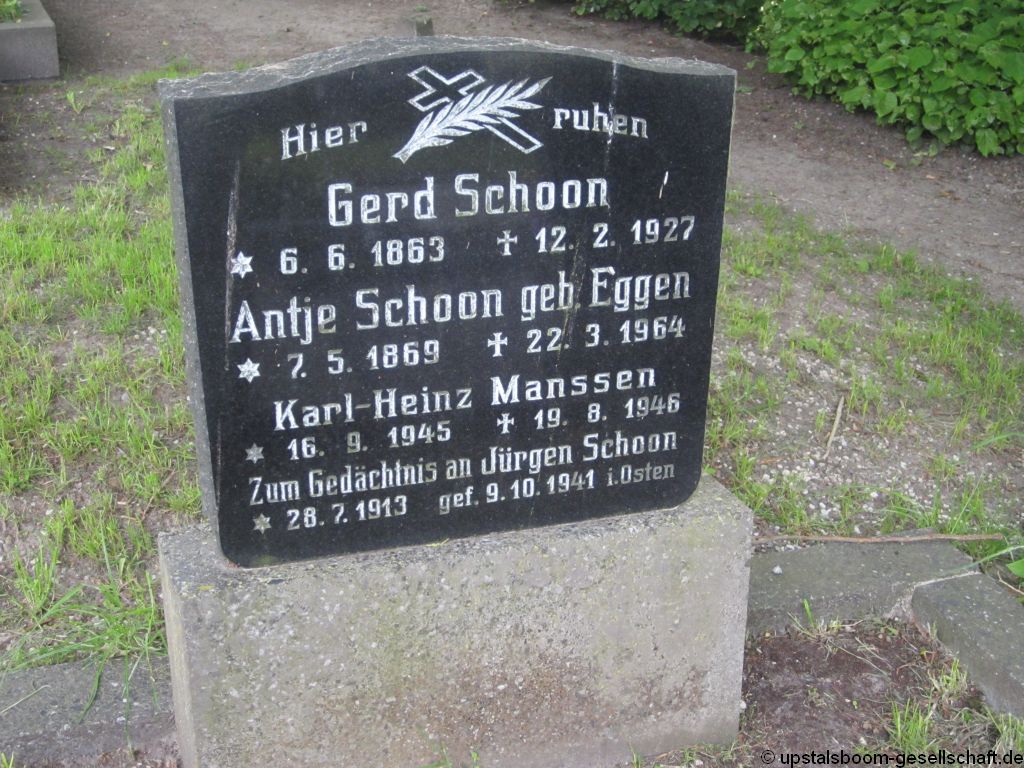 Hier ruhen
Gerd Schoon
* 6. 6. 1863 ✝ 12. 2. 1927
Antje Schoon geb. Eggen
* 7. 5. 1869 ✝ 22. 3. 1964
Karl-Heinz Manssen
* 16. 9. 1945 ✝ 19. 8. 1946
Zum Gedächtnis an Jürgen Schoon
* 28. 7. 1913 gef. 9. 10. 1941 i. Osten
© upstalsboom-gesellschaft.de